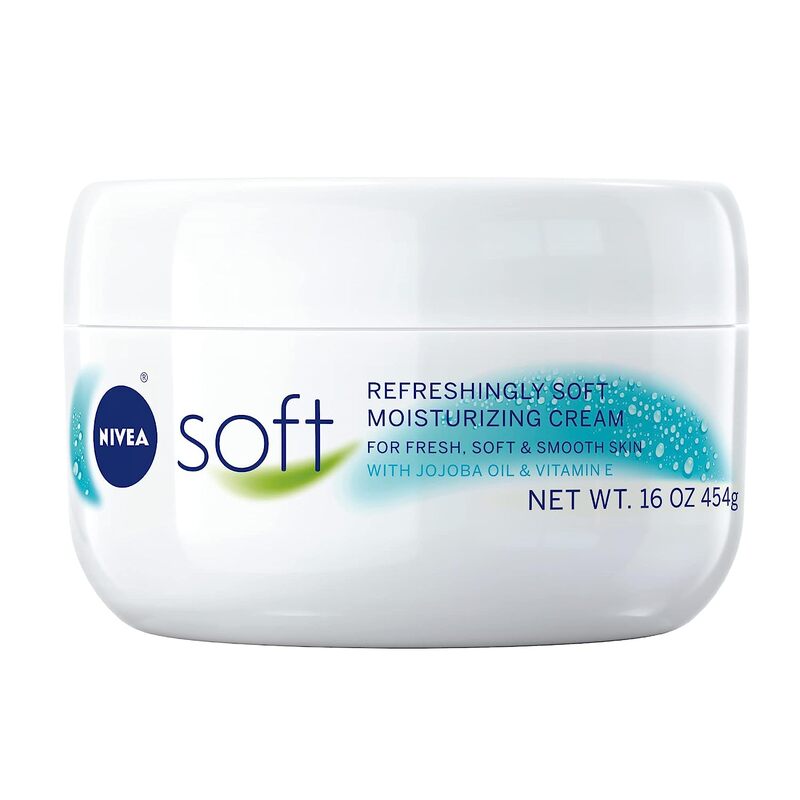 NIVEA
®
soft
REFRESHINGLY SOFT
MOISTURIZING CREAM
FOR FRESH, SOFT & SMOOTH SKIN
WITH JOJOBA OIL & VITAMIN E
NET WT. 16 OZ 454g